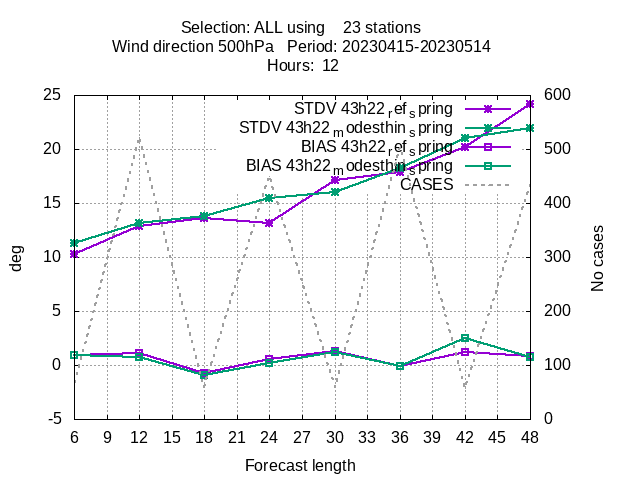 Selection: ALL using    23 stations
Wind direction 500hPa   Period: 20230415-20230514
Hours:  12
STDV 43h22_ref_spring
STDV 43h22_modesthin_spring
BIAS 43h22_ref_spring
BIAS 43h22_modesthin_spring
CASES
25
20
15
10
5
0
-5
deg
600
500
400
300
200
100
0
No cases
6 9 12 15 18 21 24 27 30 33 36 39 42 45 48
Forecast length